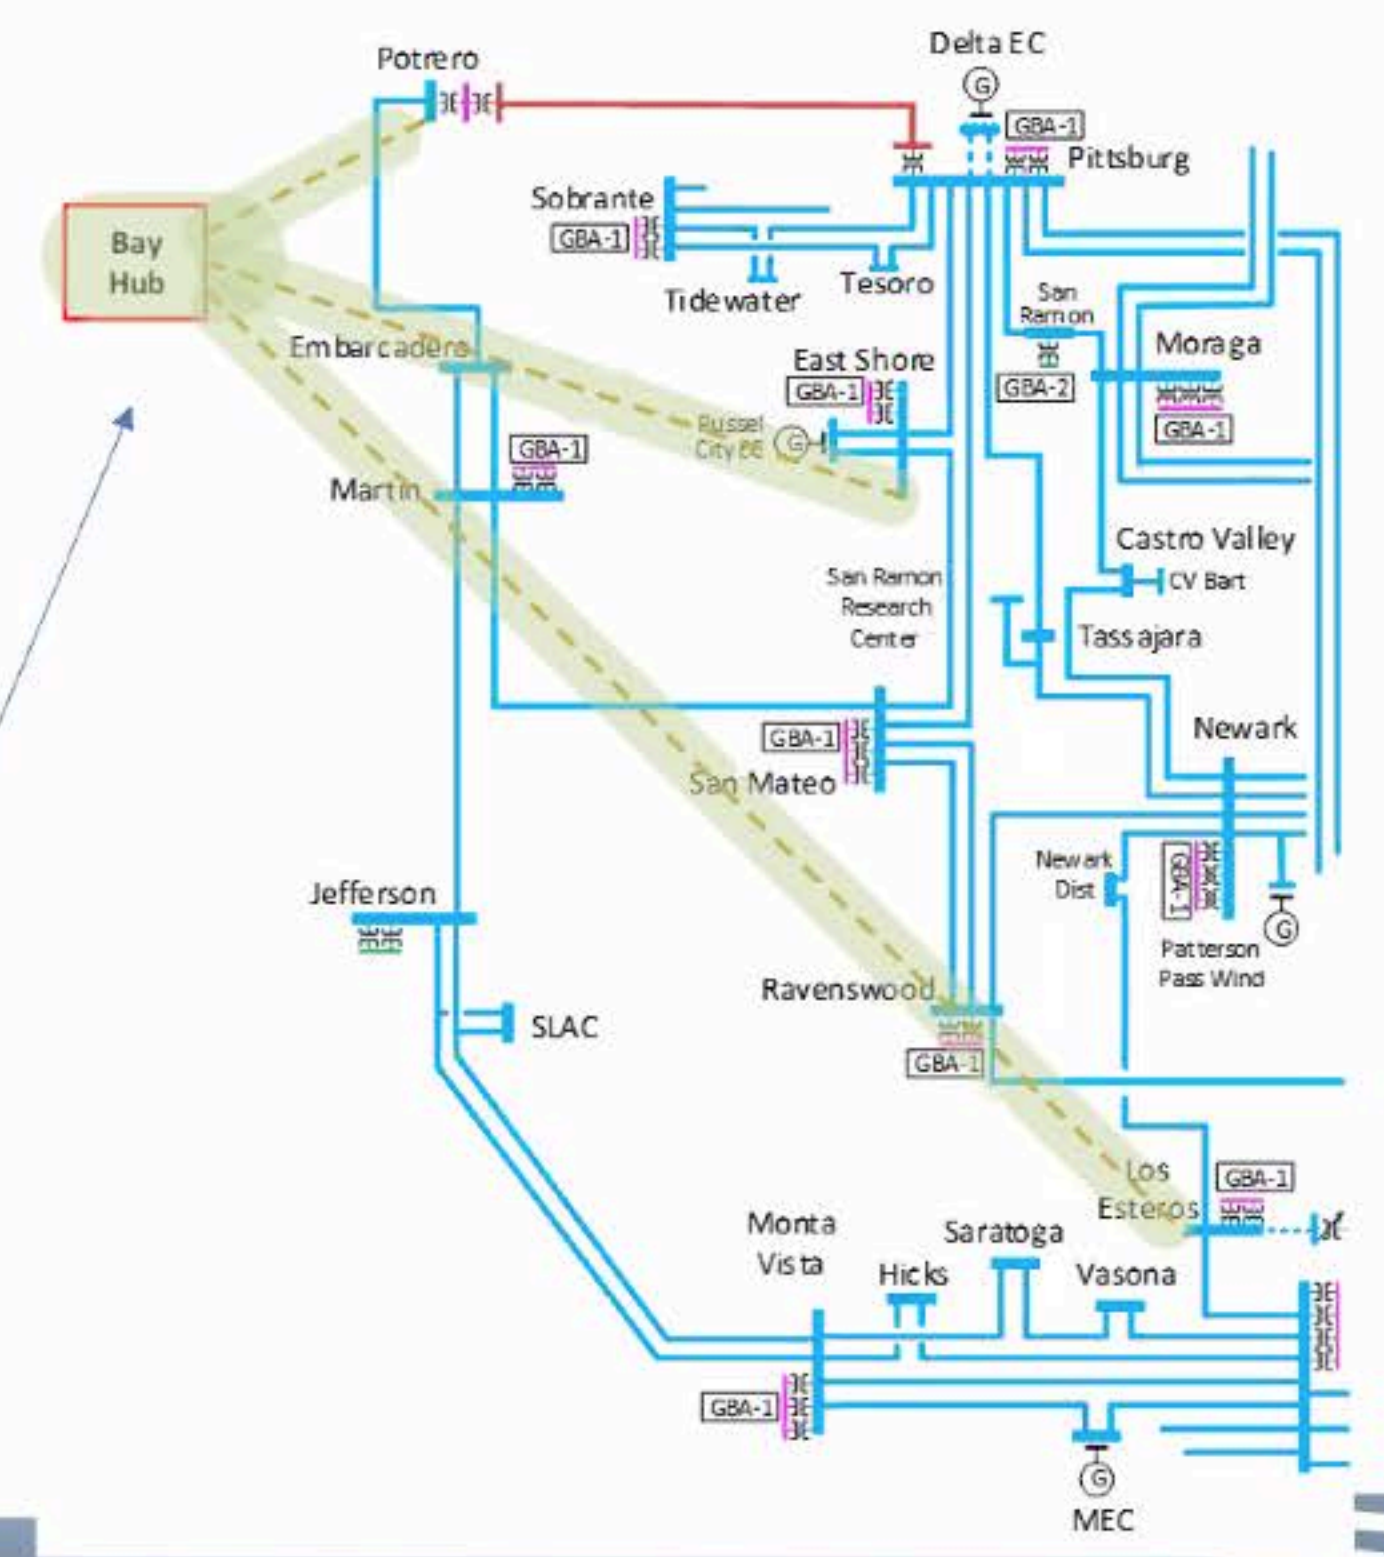 Delta EC
Potrero
G
GBA-1
Pittsburg
Sobrante
GBA-1
Bay
Hub
Tesoro
Tidewater
San
Ramon
Embarcadero
East Shore
Moraga
GBA-1
GBA-2
Russel
City
G
GBA-1
GBA-1
Martin
Castro Valley
CV Bart
San Ramon
Research
Center
Tassajara
Newark
GBA-1
San Mateo
Newark
Dist
GBA-1
Jefferson
G
Patterson
Pass Wind
Ravenswood
SLAC
GBA-1
Los
Esteros
GBA-1
Monta
Vista
Saratoga
Hicks
Vasona
GBA-1
G
MEC